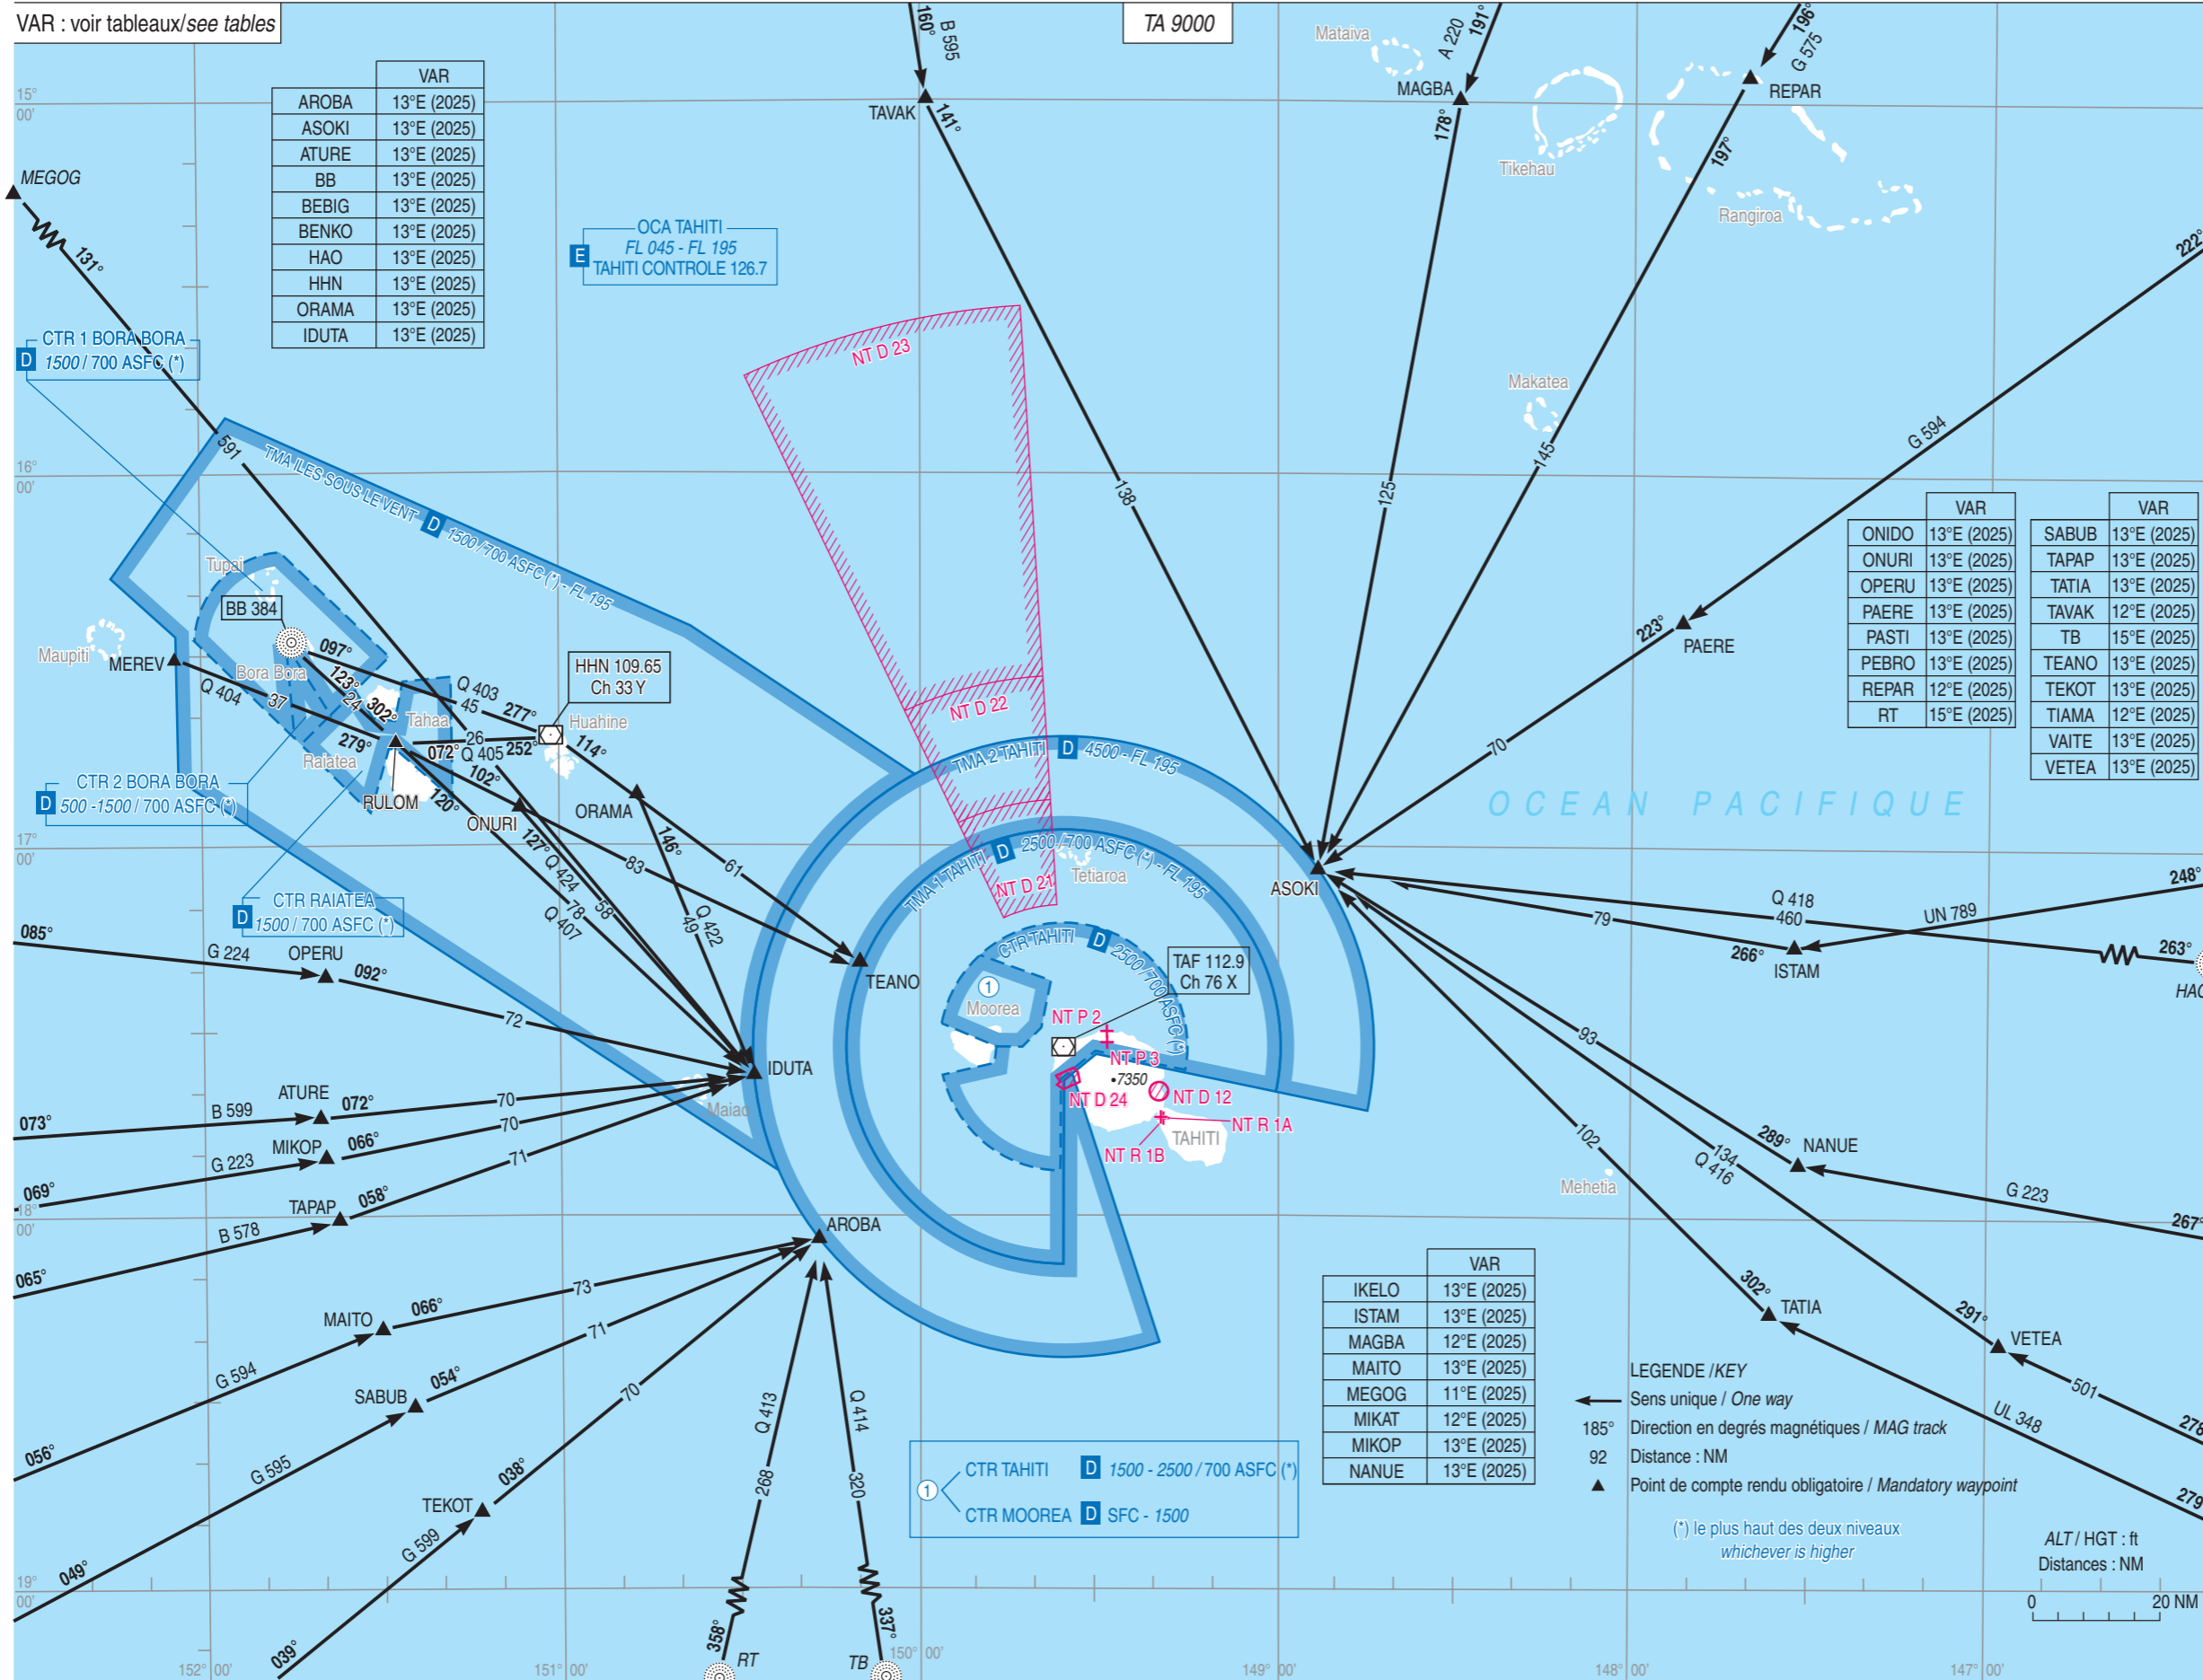 VAR : voir tableaux/see tables
TA 9000
VAR
AROBA 13°E (2025)
ASOKI 13°E (2025)
ATURE 13°E (2025)
BB 13°E (2025)
BEBIG 13°E (2025)
BENKO 13°E (2025)
HAO 13°E (2025)
HHN 13°E (2025)
ORAMA 13°E (2025)
IDUTA 13°E (2025)
160°
B 595
TAVAK
141°
138
A 220
191°
MAGBA
178°
125
196°
G 575
REPAR
197°
145
Mataiva
Tikehau
Rangiroa
Makatea
15°
00'
MEGOG
131°
591
OCA TAHITI
E
FL 045 - FL 195
TAHITI CONTROLE 126.7
222°
G 594
223°
PAERE
70
CTR 1 BORA BORA
D 1500 / 700 ASFC (*)
NT D 23
NT D 22
NT D 21
16°
00'
TMA ILES SOUS LE VENT D 1500 / 700 ASFC (*) - FL 195
VAR
ONIDO 13°E (2025)
ONURI 13°E (2025)
OPERU 13°E (2025)
PAERE 13°E (2025)
PASTI 13°E (2025)
PEBRO 13°E (2025)
REPAR 12°E (2025)
RT 15°E (2025)
VAR
SABUB 13°E (2025)
TAPAP 13°E (2025)
TATIA 13°E (2025)
TAVAK 12°E (2025)
TB 15°E (2025)
TEANO 13°E (2025)
TEKOT 13°E (2025)
TIAMA 12°E (2025)
VAITE 13°E (2025)
VETEA 13°E (2025)
Tupai
BB 384
Maupiti
MEREV
Bora Bora
Q 404
37
279°
097°
123°
24
302°
Q 403
45
277°
HHN 109.65
Ch 33 Y
Huahine
Tahaa
26
072° Q 405 252°
114°
Raiatea
102°
120°
RULOM
ONURI
ORAMA
127°
Q 424
78
58
Q 407
83
61
146°
Q 422
49
CTR 2 BORA BORA
D 500 -1500 / 700 ASFC (*)
CTR RAIATEA
D 1500 / 700 ASFC (*)
TMA 2 TAHITI D 4500 - FL 195
TMA 1 TAHITI D 2500 / 700 ASFC (*) - FL 195
Tetiaroa
OCEAN PACIFIQUE
17°
00'
ASOKI
TEANO
CTR TAHITI D 2500 / 700 ASFC (*)
TAF 112.9
Ch 76 X
1
Moorea
NT P 2
NT P 3
•7350
NT D 24
NT D 12
NT R 1A
NT R 1B
TAHITI
Q 418
460
263°
HAO
UN 789
248°
79
266°
ISTAM
085°
G 224
OPERU
092°
72
IDUTA
Maiao
ATURE
073°
B 599
072°
70
MIKOP
069°
G 223
066°
70
TAPAP
065°
B 578
058°
71
18°
00'
AROBA
MAITO
056°
G 594
066°
73
SABUB
049°
G 595
054°
71
TEKOT
039°
G 599
038°
70
Q 413
268
358°
RT
Q 414
320
337°
TB
93
289°
NANUE
G 223
267°
Mehetia
102
302°
TATIA
UL 348
279°
134
Q 416
291°
VETEA
501
278°
VAR
IKELO 13°E (2025)
ISTAM 13°E (2025)
MAGBA 12°E (2025)
MAITO 13°E (2025)
MEGOG 11°E (2025)
MIKAT 12°E (2025)
MIKOP 13°E (2025)
NANUE 13°E (2025)
LEGENDE /KEY
Sens unique / One way
185° Direction en degrés magnétiques / MAG track
92 Distance : NM
Point de compte rendu obligatoire / Mandatory waypoint
1
CTR TAHITI D 1500 - 2500 / 700 ASFC (*)
CTR MOOREA D SFC - 1500
(*) le plus haut des deux niveaux
whichever is higher
ALT / HGT : ft
Distances : NM
0 20 NM
19°
00'
152° 00'
151° 00'
150° 00'
149° 00'
148° 00'
147° 00'